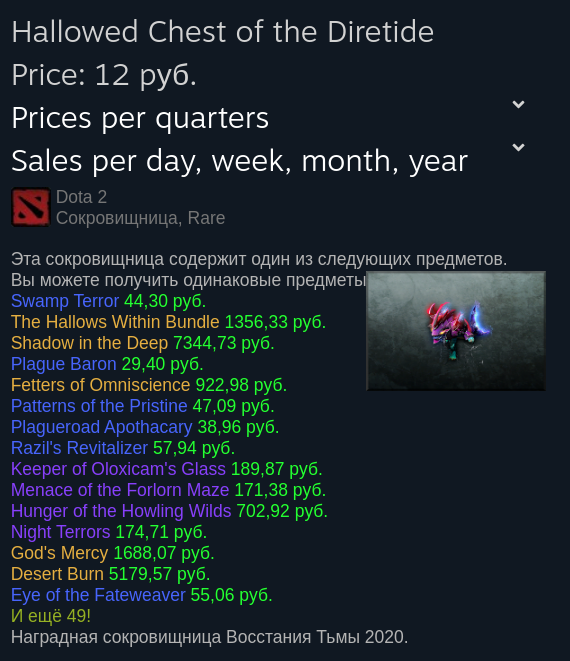 Hallowed Chest of the Diretide
Price: 12 руб.
Prices per quarters
Sales per day, week, month, year
Dota 2
Сокровищница, Rare
Эта сокровищница содержит один из следующих предметов.
Вы можете получить одинаковые предметы
Swamp Terror 44,30 руб.
The Hallows Within Bundle 1356,33 руб.
Shadow in the Deep 7344,73 руб.
Plague Baron 29,40 руб.
Fetters of Omniscience 922,98 руб.
Patterns of the Pristine 47,09 руб.
Plagueroad Apothacary 38,96 руб.
Razil's Revitalizer 57,94 руб.
Keeper of Oloxicam's Glass 189,87 руб.
Menace of the Forlorn Maze 171,38 руб.
Hunger of the Howling Wilds 702,92 руб.
Night Terrors 174,71 руб.
God's Mercy 1688,07 руб.
Desert Burn 5179,57 руб.
Eye of the Fateweaver 55,06 руб.
И ещё 49!
Наградная сокровищница Восстания Тьмы 2020.